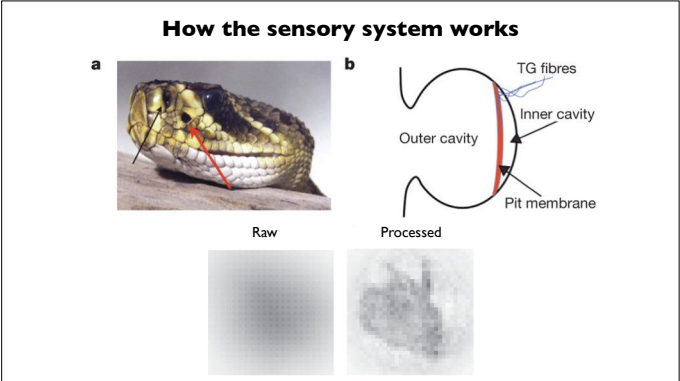 How the sensory system works
a
b
TG fibres
Inner cavity
Outer cavity
Pit membrane
Raw
Processed